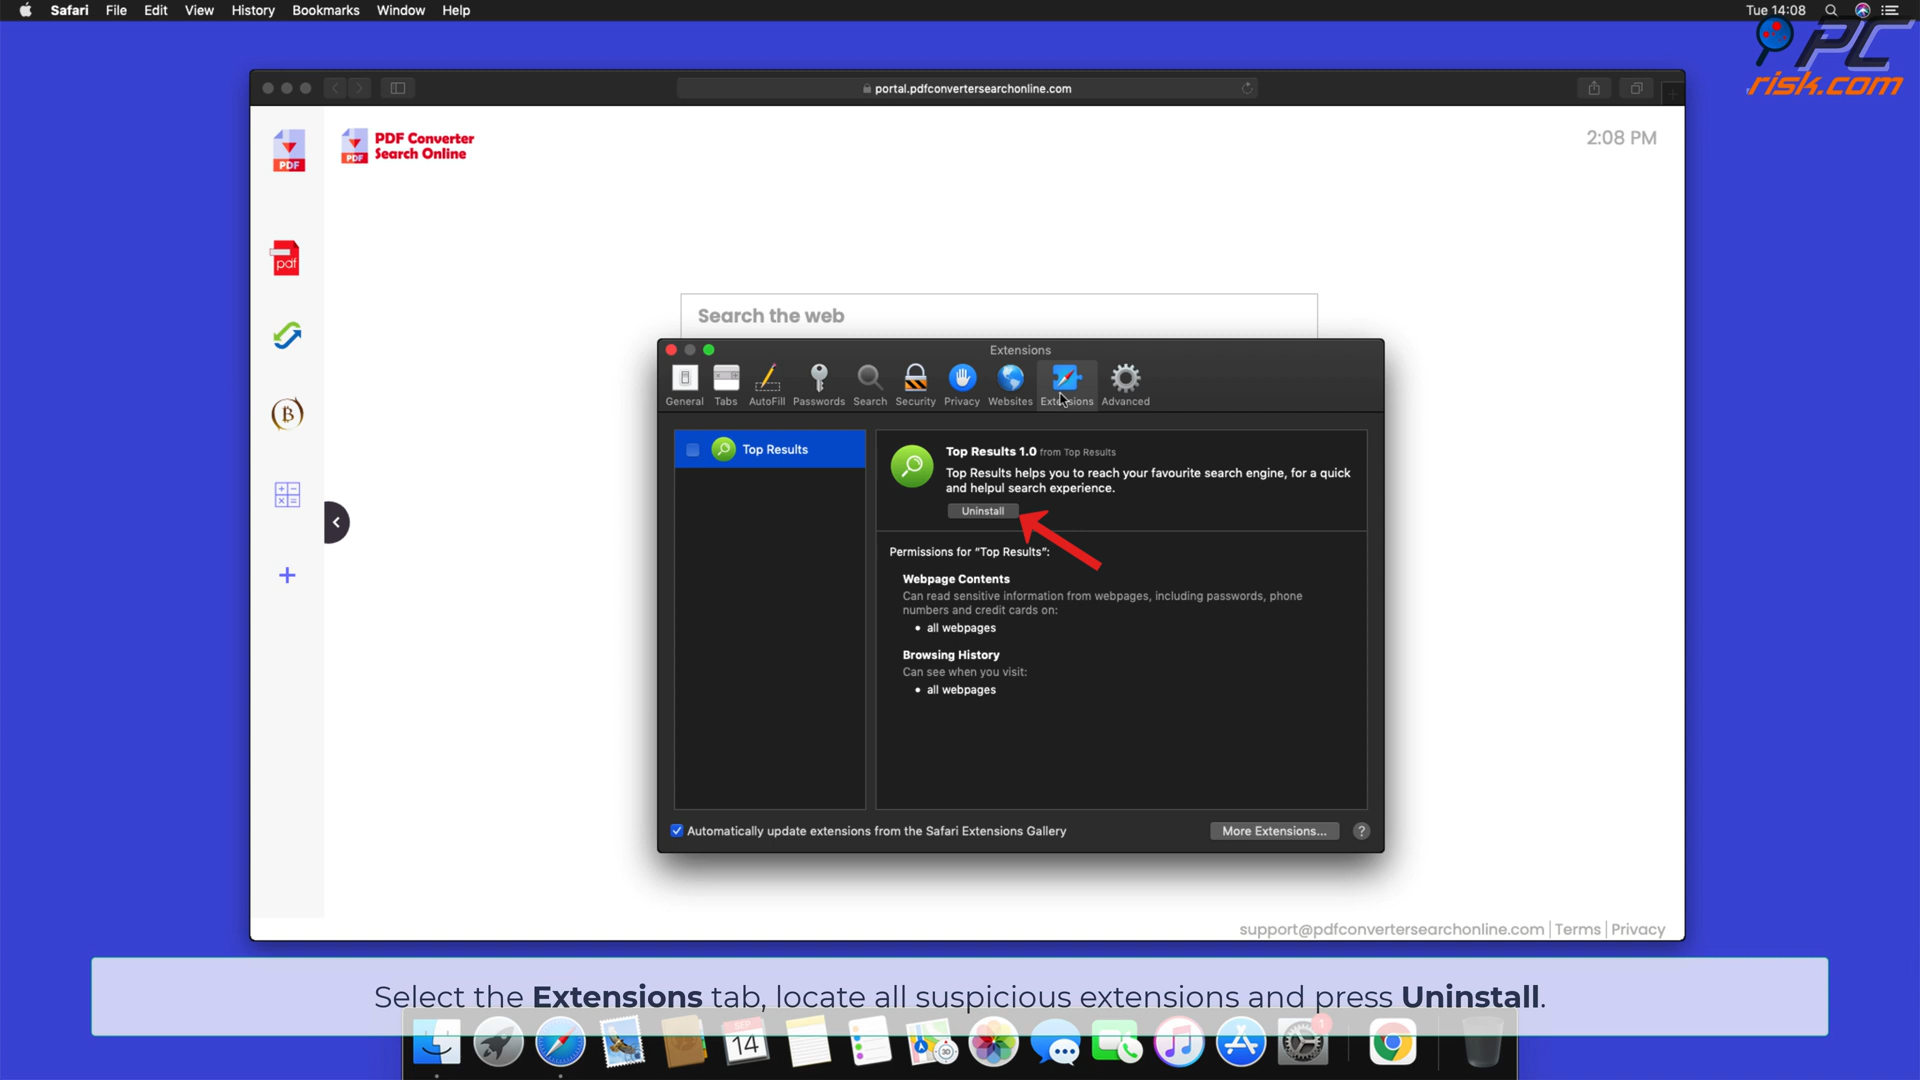 Safari File Edit View History Bookmarks Window Help
Tue 14:08
PC
risk.com
portal.pdfconvertersearchonline.com
PDF
PDF
PDF Converter
Search Online
2:08 PM
pdf
Search the web
Extensions
General Tabs AutoFill Passwords Search Security Privacy Websites Extensions Advanced
Top Results
Top Results 1.0 from Top Results
Top Results helps you to reach your favourite search engine, for a quick
and helpul search experience.
Uninstall
Permissions for “Top Results”:
Webpage Contents
Can read sensitive information from webpages, including passwords, phone
numbers and credit cards on:
• all webpages
Browsing History
Can see when you visit:
• all webpages
Automatically update extensions from the Safari Extensions Gallery
More Extensions... ?
support@pdfconvertersearchonline.com | Terms | Privacy
Select the Extensions tab, locate all suspicious extensions and press Uninstall.
SEP
14
3D
1